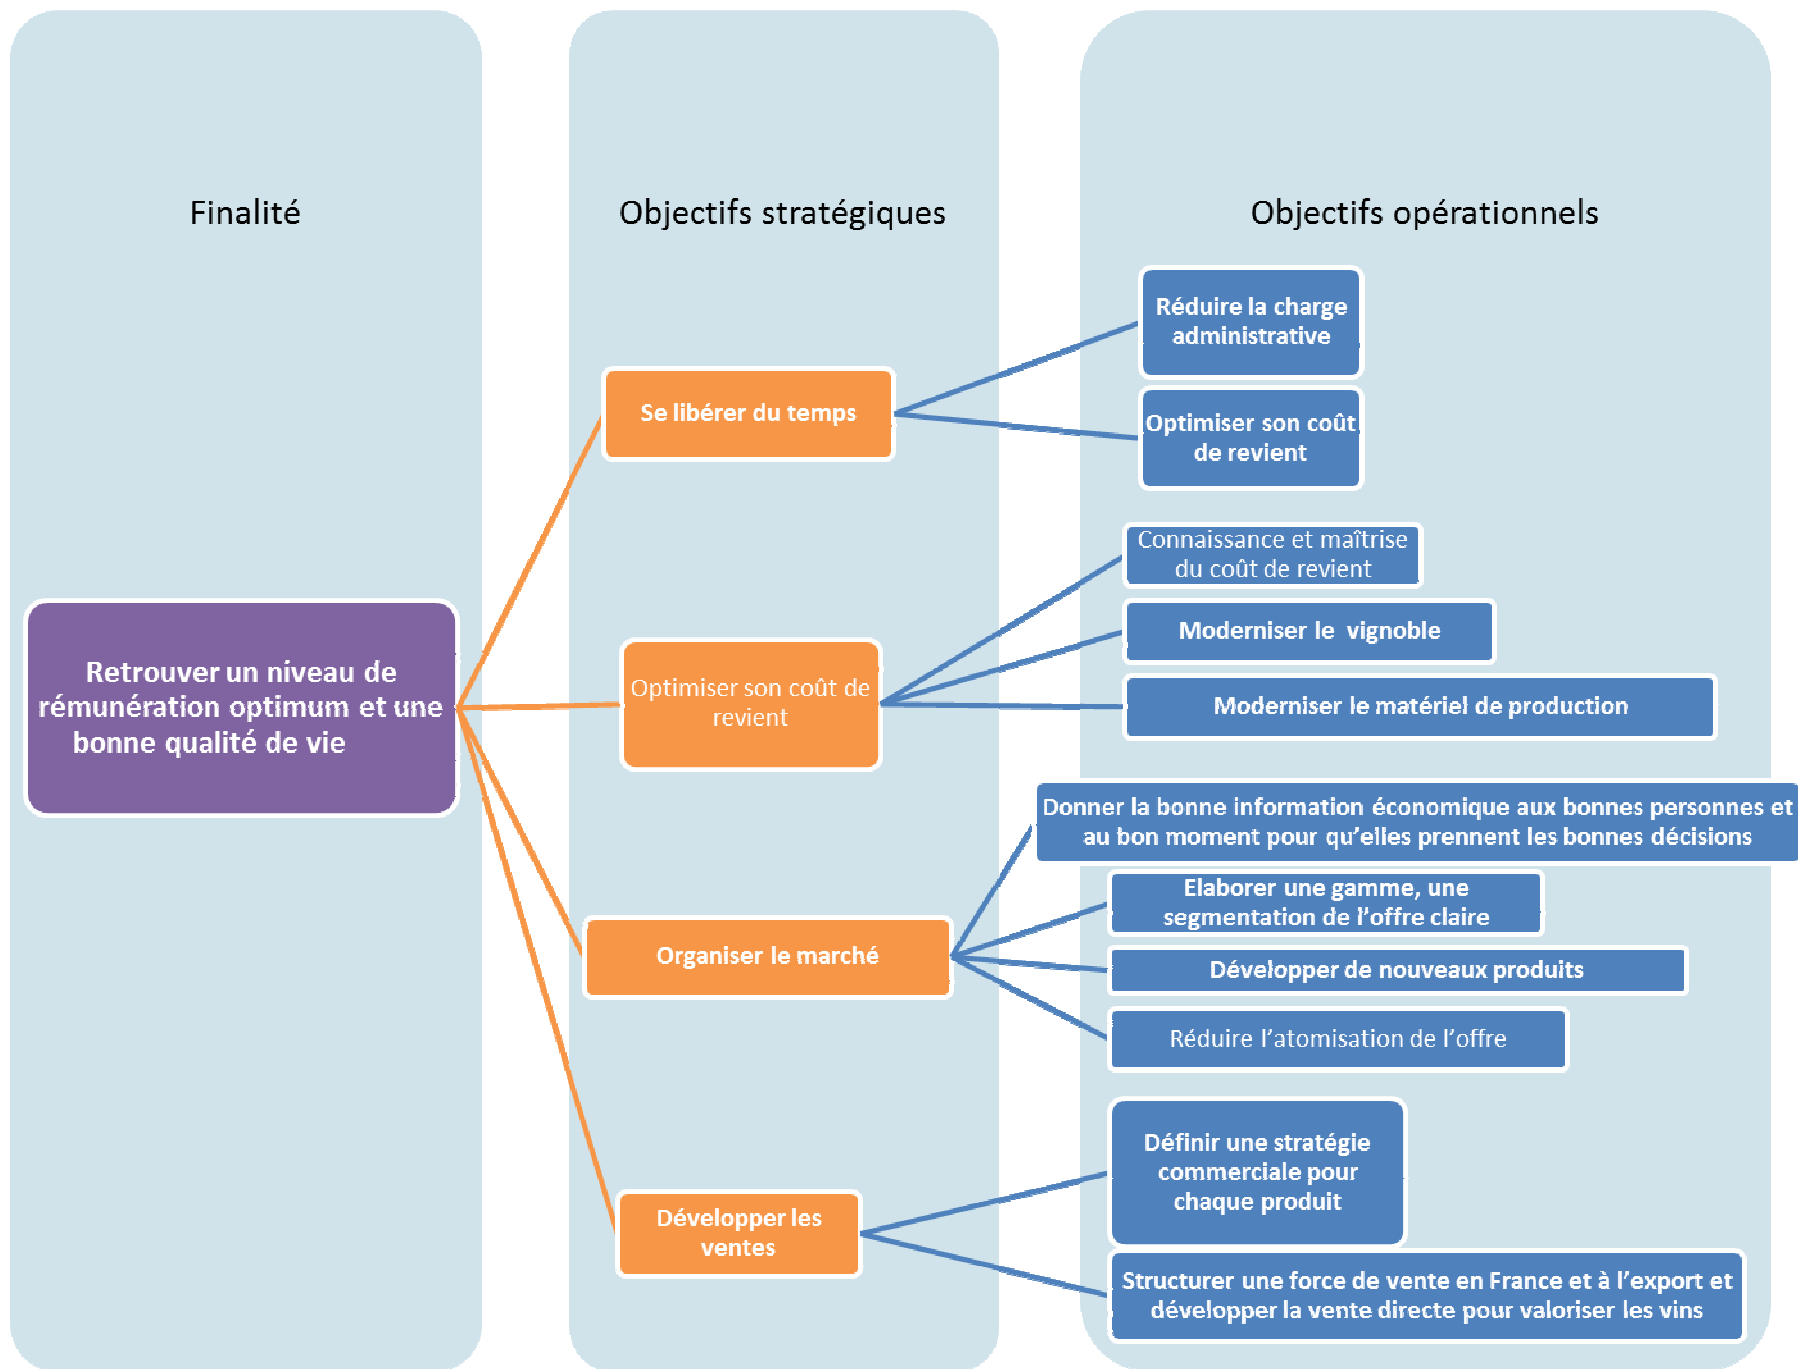 Finalité
Objectifs stratégiques
Objectifs opérationnels
Retrouver un niveau de
rémunération optimum et une
bonne qualité de vie
Se libérer du temps
Réduire la charge
administrative
Optimiser son coût
de revient
Optimiser son coût de
revient
Connaissance et maîtrise
du coût de revient
Moderniser le vignoble
Moderniser le matériel de production
Organiser le marché
Donner la bonne information économique aux bonnes personnes et
au bon moment pour qu’elles prennent les bonnes décisions
Elaborer une gamme, une
segmentation de l’offre claire
Développer de nouveaux produits
Réduire l’atomisation de l’offre
Développer les
ventes
Définir une stratégie
commerciale pour
chaque produit
Structurer une force de vente en France et à l’export et
développer la vente directe pour valoriser les vins